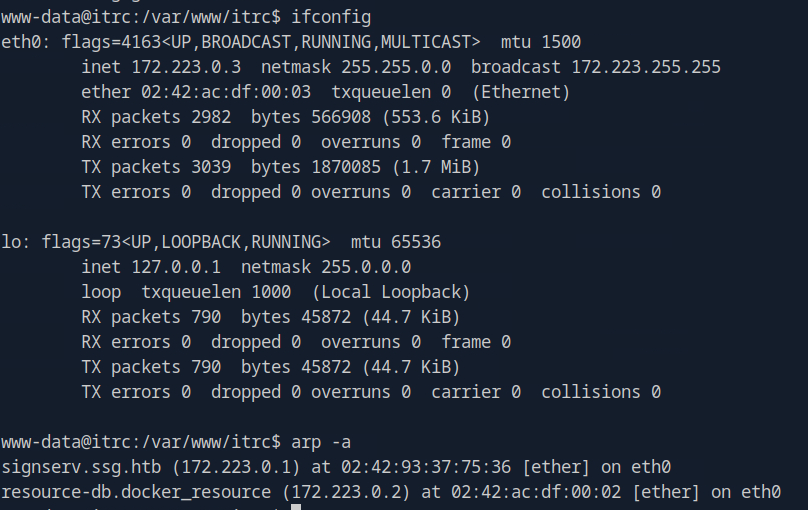 www-data@itrc:/var/www/itrc$ ifconfig
eth0: flags=4163<UP,BROADCAST,RUNNING,MULTICAST>  mtu 1500
        inet 172.223.0.3  netmask 255.255.0.0  broadcast 172.223.255.255
        ether 02:42:ac:df:00:03  txqueuelen 0  (Ethernet)
        RX packets 2982  bytes 566908 (553.6 KiB)
        RX errors 0  dropped 0  overruns 0  frame 0
        TX packets 3039  bytes 1870085 (1.7 MiB)
        TX errors 0  dropped 0 overruns 0  carrier 0  collisions 0

lo: flags=73<UP,LOOPBACK,RUNNING>  mtu 65536
        inet 127.0.0.1  netmask 255.0.0.0
        loop  txqueuelen 1000  (Local Loopback)
        RX packets 790  bytes 45872 (44.7 KiB)
        RX errors 0  dropped 0  overruns 0  frame 0
        TX packets 790  bytes 45872 (44.7 KiB)
        TX errors 0  dropped 0 overruns 0  carrier 0  collisions 0

www-data@itrc:/var/www/itrc$ arp -a
signserv.ssg.htb (172.223.0.1) at 02:42:93:37:75:36 [ether] on eth0
resource-db.docker_resource (172.223.0.2) at 02:42:ac:df:00:02 [ether] on eth0